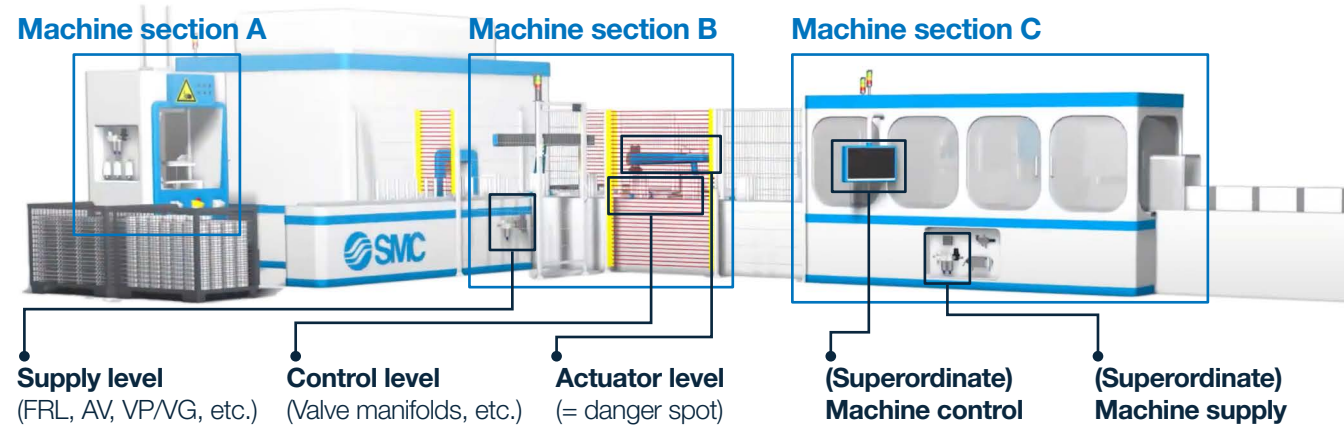 Machine section A
Machine section B
Machine section C
SMC
Supply level
(FRL, AV, VP/VG, etc.)
Control level
(Valve manifolds, etc.)
Actuator level
(= danger spot)
(Superordinate)
Machine control
(Superordinate)
Machine supply